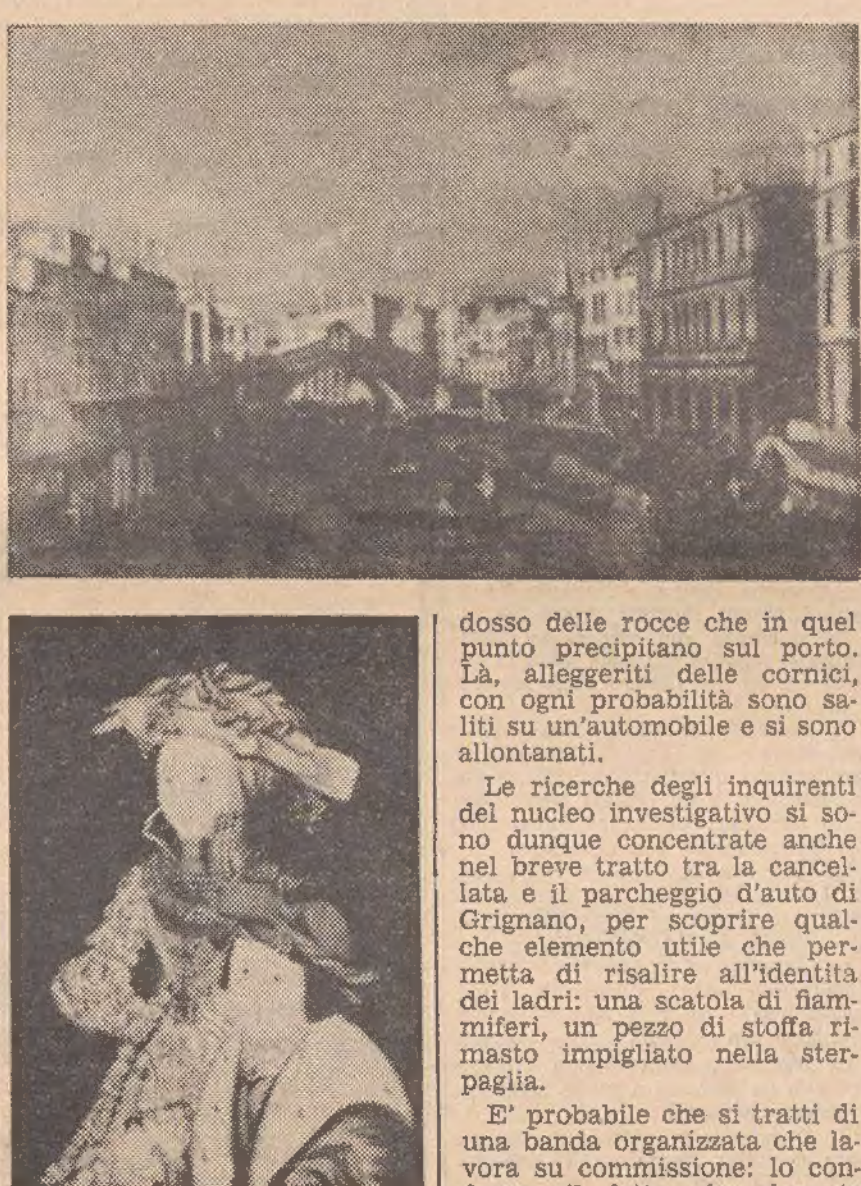 dosso delle rocce che in quel
punto precipitano sul porto.
Là, alleggeriti delle cornici,
con ogni probabilità sono sa-
liti su un'automobile e si sono
allontanati.
Le ricerche degli inquirenti
del nucleo investigativo si so-
no dunque concentrate anche
nel breve tratto tra la cancel-
lata e il parcheggio d'auto di
Grignano, per scoprire qual-
che elemento utile che per-
metta di risalire all'identita
dei ladri: una scatola di fiam-
miferi, un pezzo di stoffa ri-
masto impigliato nella ster-
paglia.
E' probabile che si tratti di
una banda organizzata che la-
vora su commissione: lo con-